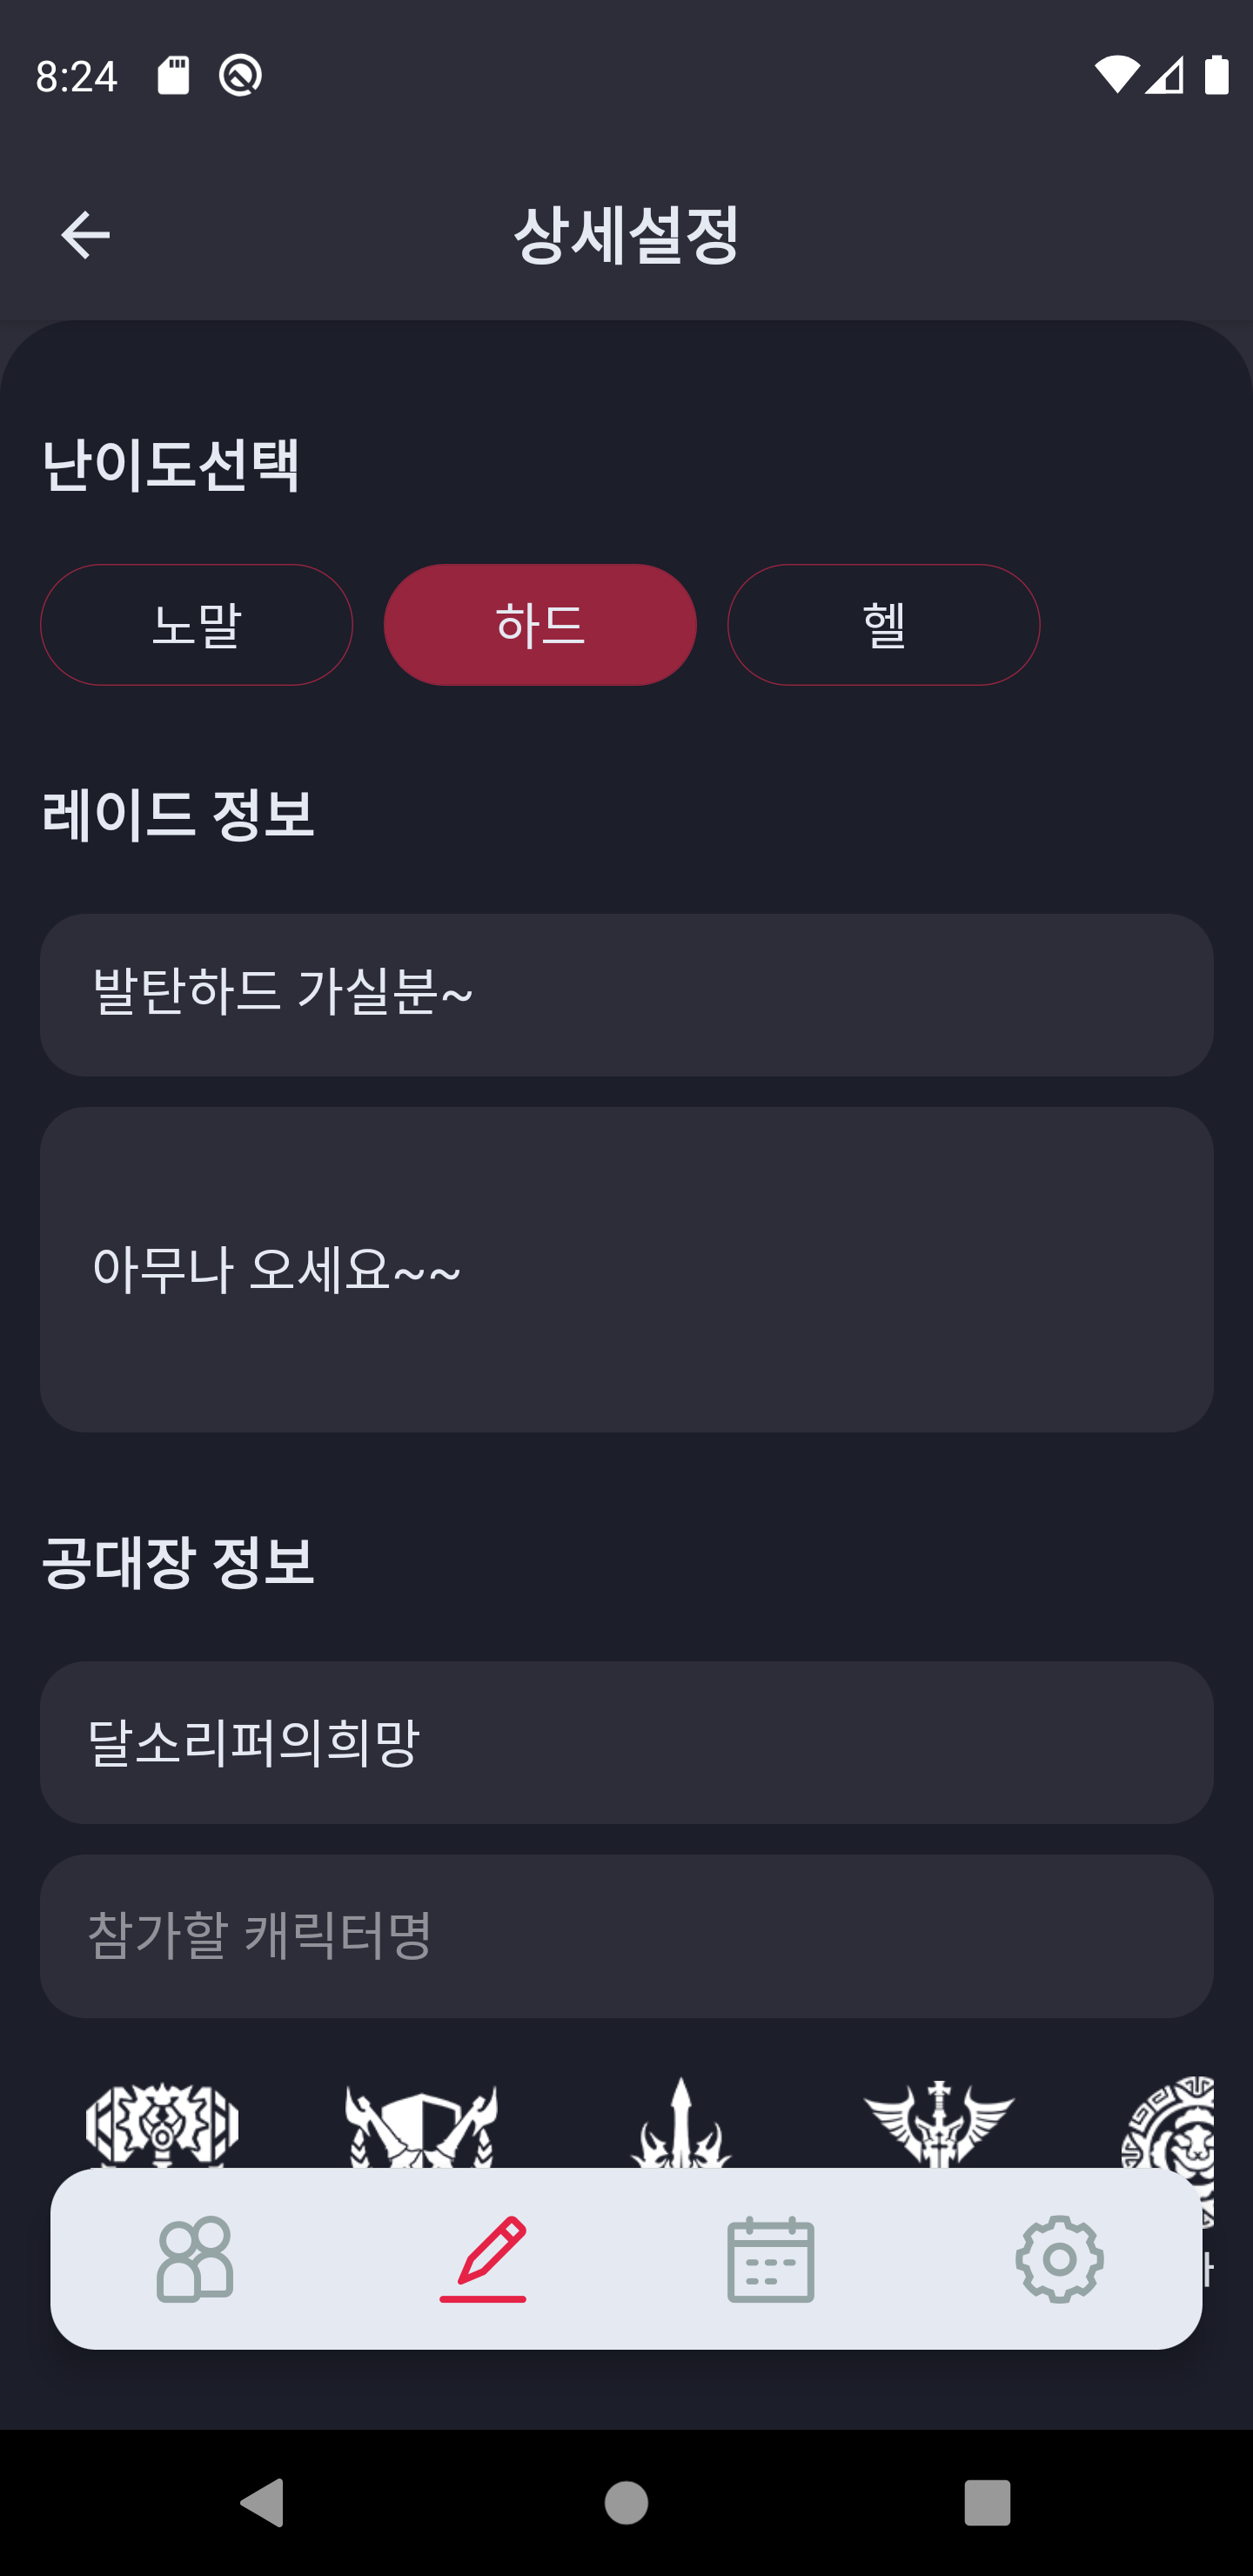 8:24
상세설정
난이도선택
노말 하드 헬
레이드 정보
발탄하드 가실분~
아무나 오세요~~
공대장 정보
달소리퍼의희망
참가할 캐릭터명